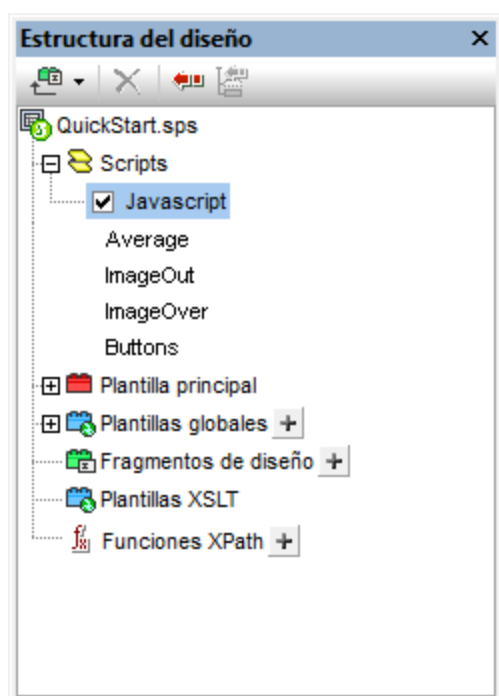 Estructura del diseño
QuickStart.sps
Scripts
Javascript
Average
ImageOut
ImageOver
Buttons
Plantilla principal
Plantillas globales
Fragmentos de diseño
Plantillas XSLT
Funciones XPath